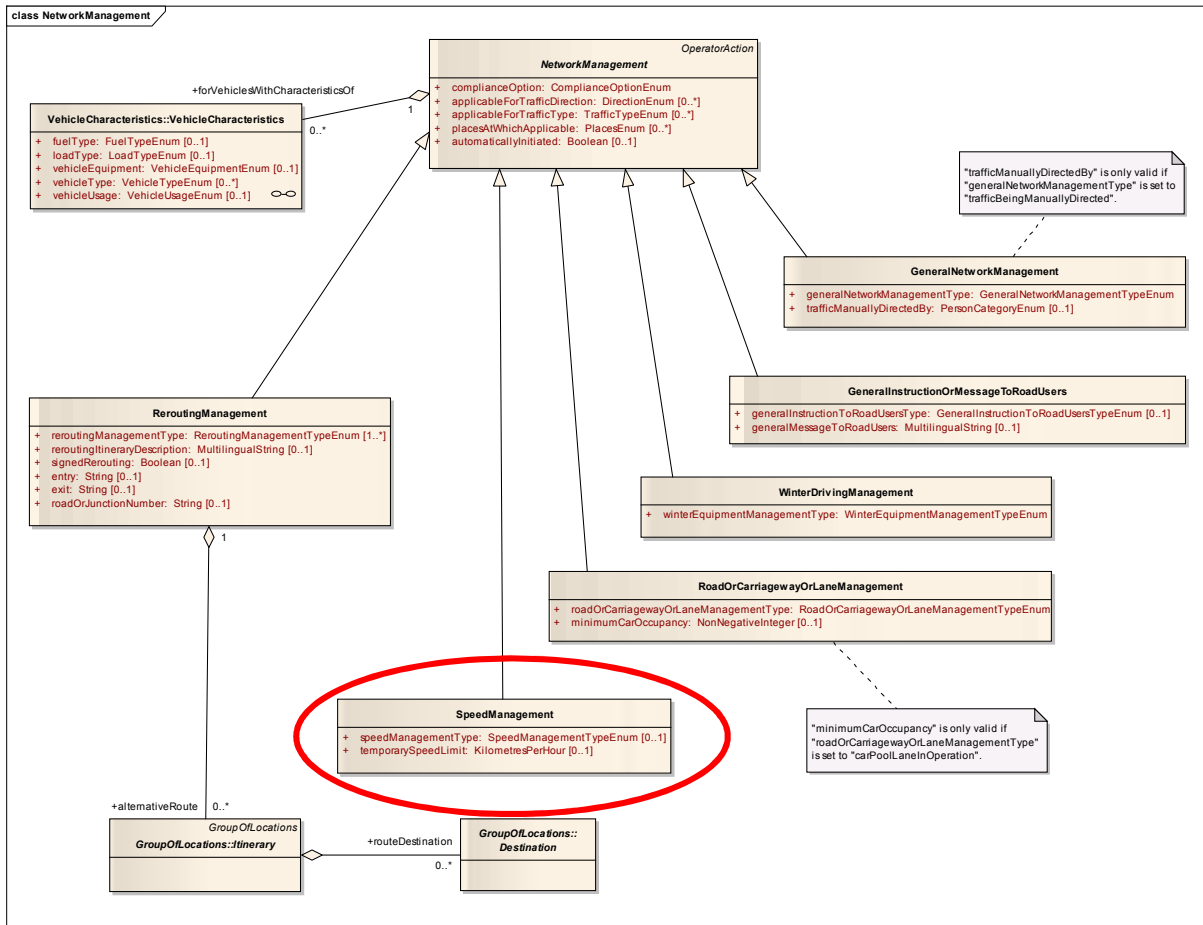 class NetworkManagement
OperatorAction
NetworkManagement
+ complianceOption: ComplianceOptionEnum
+ applicableForTrafficDirection: DirectionEnum [0..*]
+ applicableForTrafficType: TrafficTypeEnum [0..*]
+ placesAtWhichApplicable: PlacesEnum [0..*]
+ automaticallyInitiated: Boolean [0..1]
+forVehiclesWithCharacteristicsOf
1
0..*
VehicleCharacteristics::VehicleCharacteristics
+ fuelType: FuelTypeEnum [0..1]
+ loadType: LoadTypeEnum [0..1]
+ vehicleEquipment: VehicleEquipmentEnum [0..1]
+ vehicleType: VehicleTypeEnum [0..*]
+ vehicleUsage: VehicleUsageEnum [0..1]
"trafficManuallyDirectedBy" is only valid if
"generalNetworkManagementType" is set to
"trafficBeingManuallyDirected".
GeneralNetworkManagement
+ generalNetworkManagementType: GeneralNetworkManagementTypeEnum
+ trafficManuallyDirectedBy: PersonCategoryEnum [0..1]
GeneralInstructionOrMessageToRoadUsers
+ generalInstructionToRoadUsersType: GeneralInstructionToRoadUsersTypeEnum [0..1]
+ generalMessageToRoadUsers: MultilingualString [0..1]
ReroutingManagement
+ reroutingManagementType: ReroutingManagementTypeEnum [1..*]
+ reroutingItineraryDescription: MultilingualString [0..1]
+ signedRerouting: Boolean [0..1]
+ entry: String [0..1]
+ exit: String [0..1]
+ roadOrJunctionNumber: String [0..1]
1
WinterDrivingManagement
+ winterEquipmentManagementType: WinterEquipmentManagementTypeEnum
RoadOrCarriagewayOrLaneManagement
+ roadOrCarriagewayOrLaneManagementType: RoadOrCarriagewayOrLaneManagementTypeEnum
+ minimumCarOccupancy: NonNegativeInteger [0..1]
SpeedManagement
+ speedManagementType: SpeedManagementTypeEnum [0..1]
+ temporarySpeedLimit: KilometresPerHour [0..1]
"minimumCarOccupancy" is only valid if
"roadOrCarriagewayOrLaneManagementType"
is set to "carPoolLaneInOperation".
+alternativeRoute
0..*
GroupOfLocations
GroupOfLocations::Itinerary
+routeDestination
0..*
GroupOfLocations::
Destination